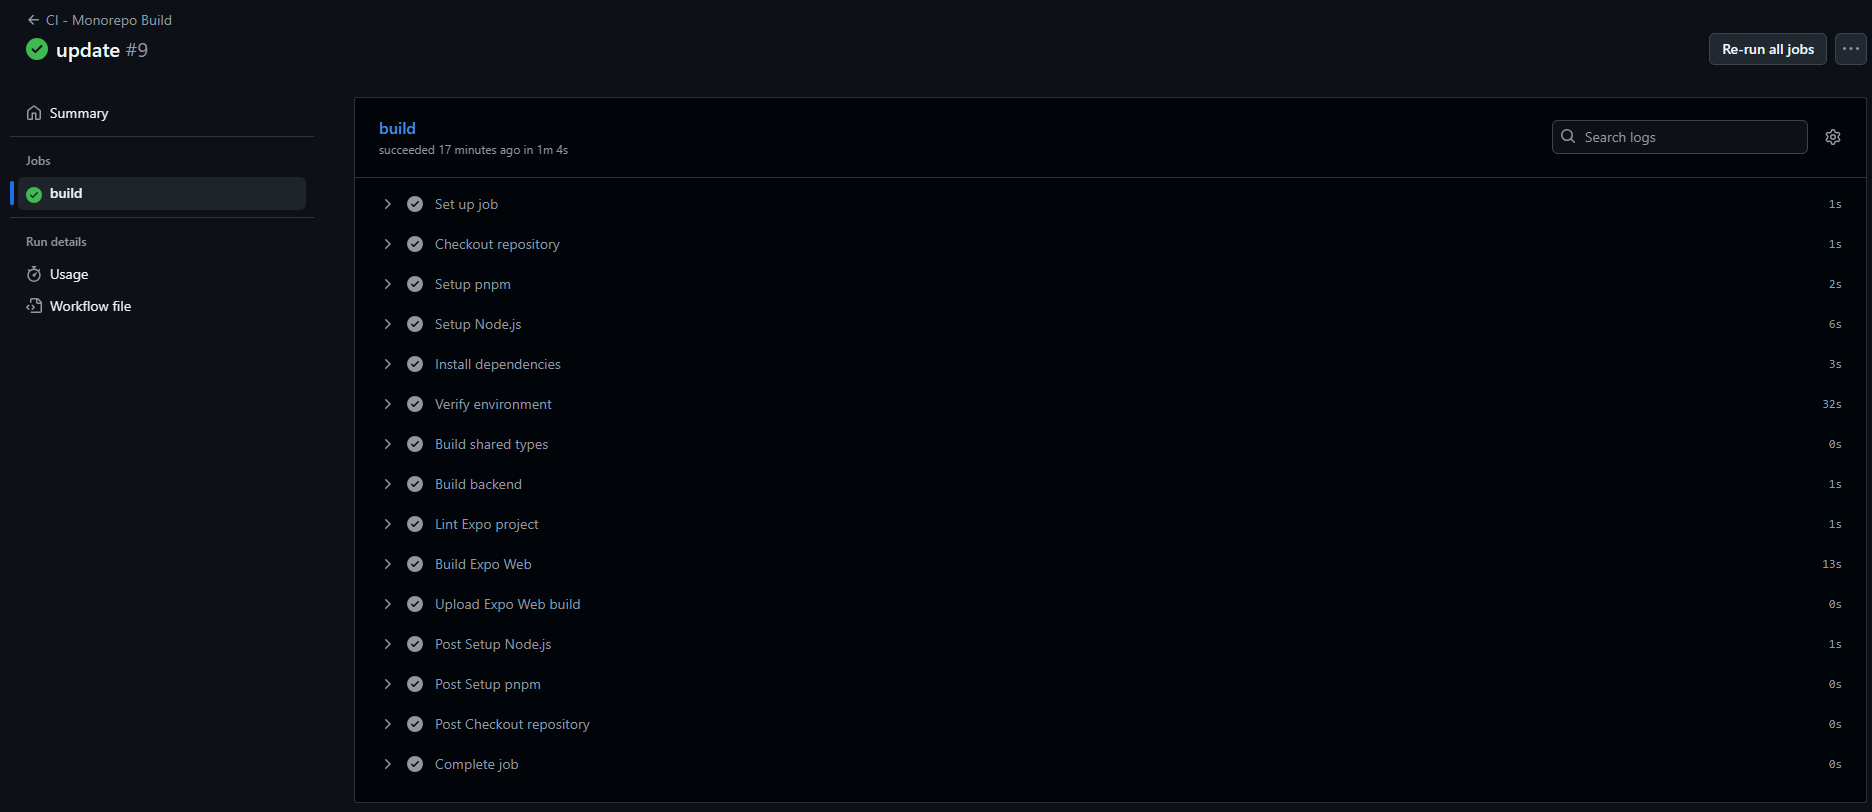 CI - Monorepo Build
update #9
Re-run all jobs
Summary
Jobs
build
Run details
Usage
Workflow file
build
succeeded 17 minutes ago in 1m 4s
Search logs
Set up job 1s
Checkout repository 1s
Setup pnpm 2s
Setup Node.js 6s
Install dependencies 3s
Verify environment 32s
Build shared types 0s
Build backend 1s
Lint Expo project 1s
Build Expo Web 13s
Upload Expo Web build 0s
Post Setup Node.js 1s
Post Setup pnpm 0s
Post Checkout repository 0s
Complete job 0s